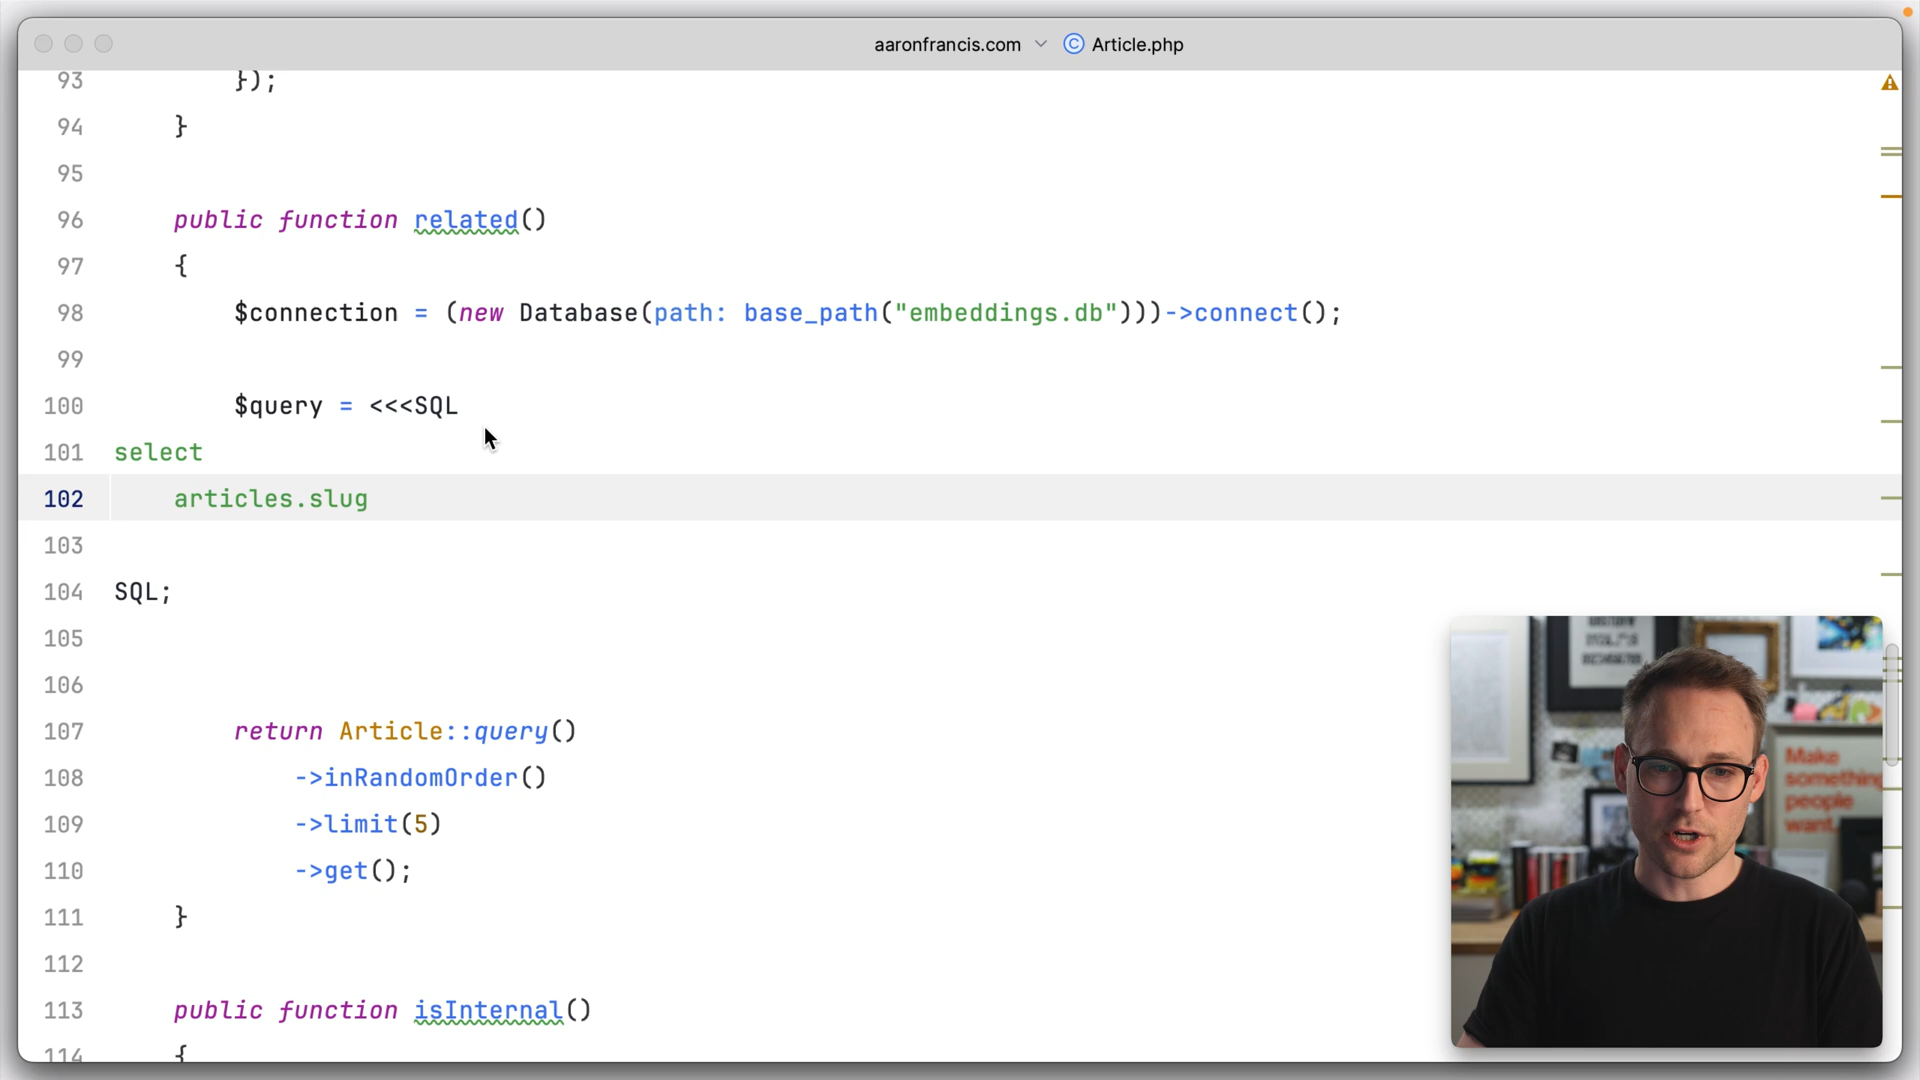 aaronfrancis.com Article.php
93 });
94 }
95
96 public function related()
97 {
98 $connection = (new Database(path: base_path("embeddings.db")))->connect();
99
100 $query = <<<SQL
101 select
102 articles.slug
103
104 SQL;
105
106
107 return Article::query()
108 ->inRandomOrder()
109 ->limit(5)
110 ->get();
111 }
112
113 public function isInternal()
114 {
Make
something
people
want.